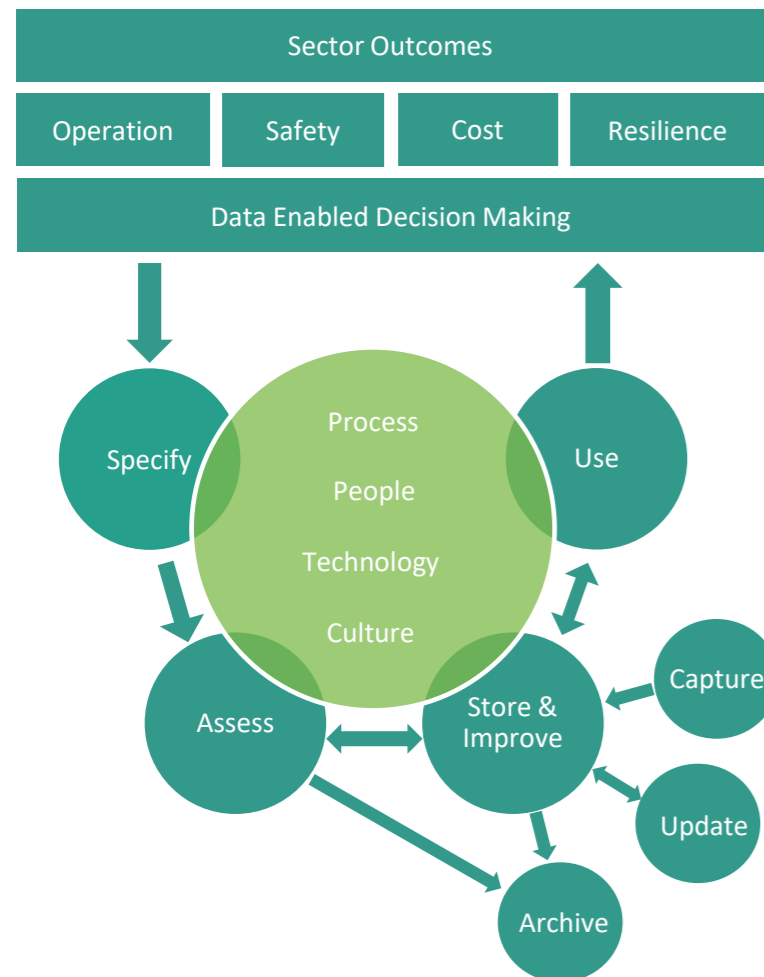 Sector Outcomes
Operation
Safety
Cost
Resilience
Data Enabled Decision Making
Process
People
Technology
Culture
Specify
Use
Assess
Store &
Improve
Capture
Update
Archive